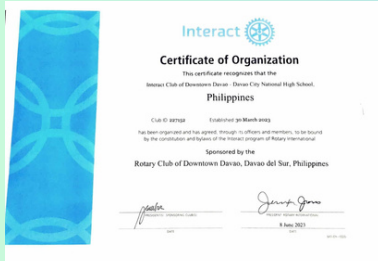 Interact
Certificate of Organization
This certificate recognizes that the
Interact Club of Downtown Davao - Davao City National High School,
Philippines
Club ID Established 30 March 2023
has been organized and has agreed, through its officers and members, to be bound
by the constitution and bylaws of the Interact program of Rotary International
Sponsored by the
Rotary Club of Downtown Davao, Davao del Sur, Philippines
8 June 2023
DATE
DATE